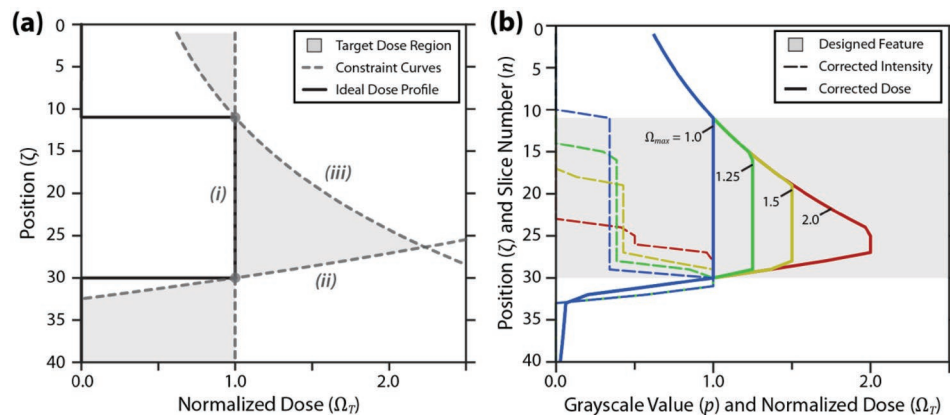 (a)
0
5
10
15
20
25
30
35
40
Position (ζ)
0.0
1.0
2.0
Normalized Dose (Ω_T)
Target Dose Region
Constraint Curves
Ideal Dose Profile
(i)
(iii)
(ii)
(b)
0
5
10
15
20
25
30
35
40
Position (ζ) and Slice Number (n)
0.0
1.0
2.0
Grayscale Value (p) and Normalized Dose (Ω_T)
Designed Feature
Corrected Intensity
Corrected Dose
Ω_max = 1.0
1.25
1.5
2.0